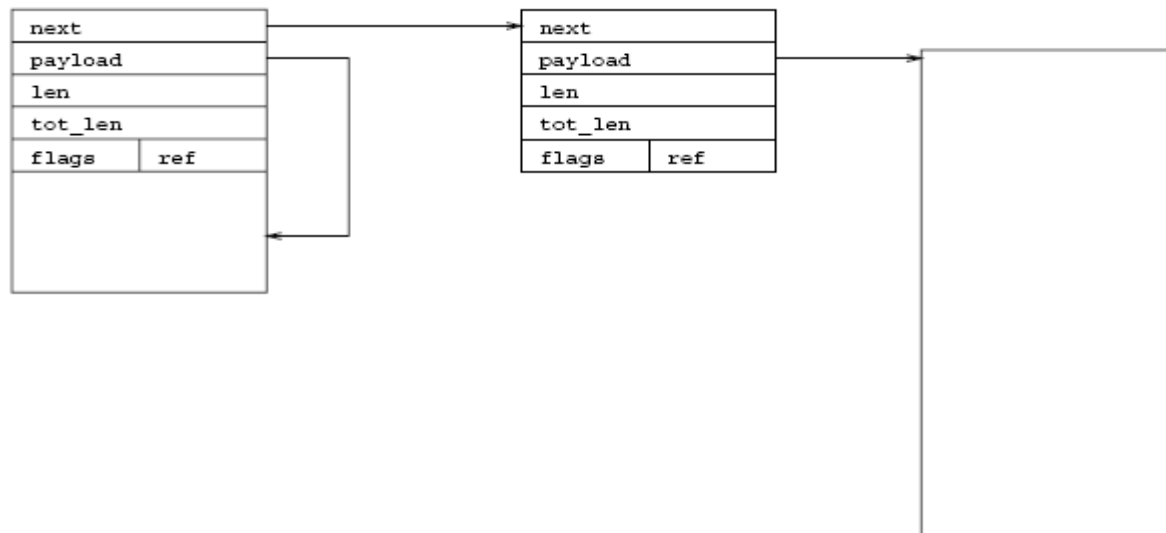 next
payload
len
tot_len
flags ref
next
payload
len
tot_len
flags ref